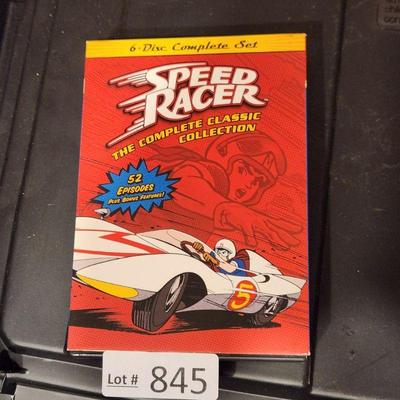 6-Disc Complete Set
SPEED
RACER
THE COMPLETE CLASSIC
COLLECTION
52
EPISODES
PLUS BONUS FEATURES!
5
Lot # 845